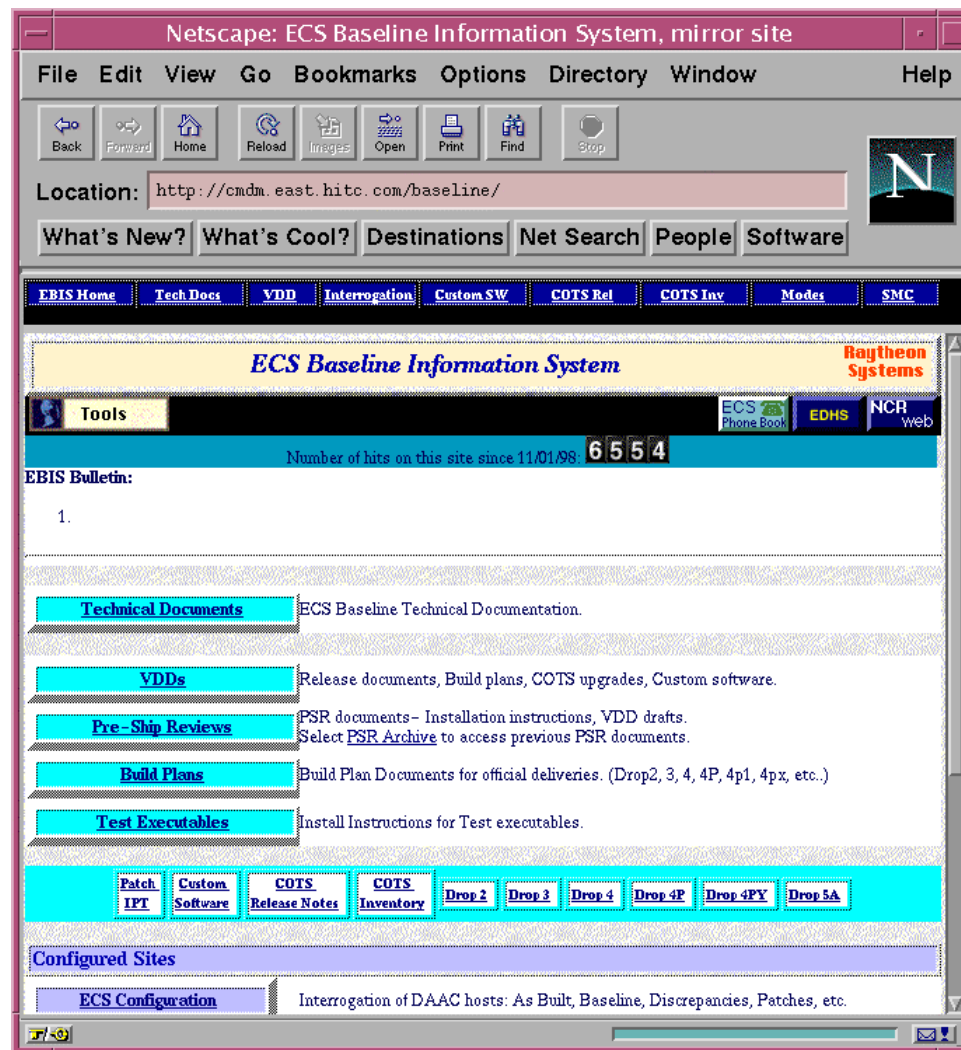 Netscape: ECS Baseline Information System, mirror site
File Edit View Go Bookmarks Options Directory Window Help
Back Forward Home Reload Images Open Print Find Stop
N
Location: http://cmdm.east.hitc.com/baseline/
What's New? What's Cool? Destinations Net Search People Software
EBIS Home Tech Docs VDD Interrogation Custom SW COTS Rel COTS Inv Modes SMC
ECS Baseline Information System
Raytheon
Systems
Tools
ECS
Phone Book
EDHS
NCR
web
Number of hits on this site since 11/01/98: 6554
EBIS Bulletin:
1.
Technical Documents ECS Baseline Technical Documentation.
VDDs Release documents, Build plans, COTS upgrades, Custom software.
Pre-Ship Reviews PSR documents- Installation instructions, VDD drafts.
Select PSR Archive to access previous PSR documents.
Build Plans Build Plan Documents for official deliveries. (Drop2, 3, 4, 4P, 4p1, 4px, etc..)
Test Executables Install Instructions for Test executables.
Patch
IPT
Custom
Software
COTS
Release Notes
COTS
Inventory
Drop 2 Drop 3 Drop 4 Drop 4P Drop 4PY Drop 5A
Configured Sites
ECS Configuration Interrogation of DAAC hosts: As Built, Baseline, Discrepancies, Patches, etc.